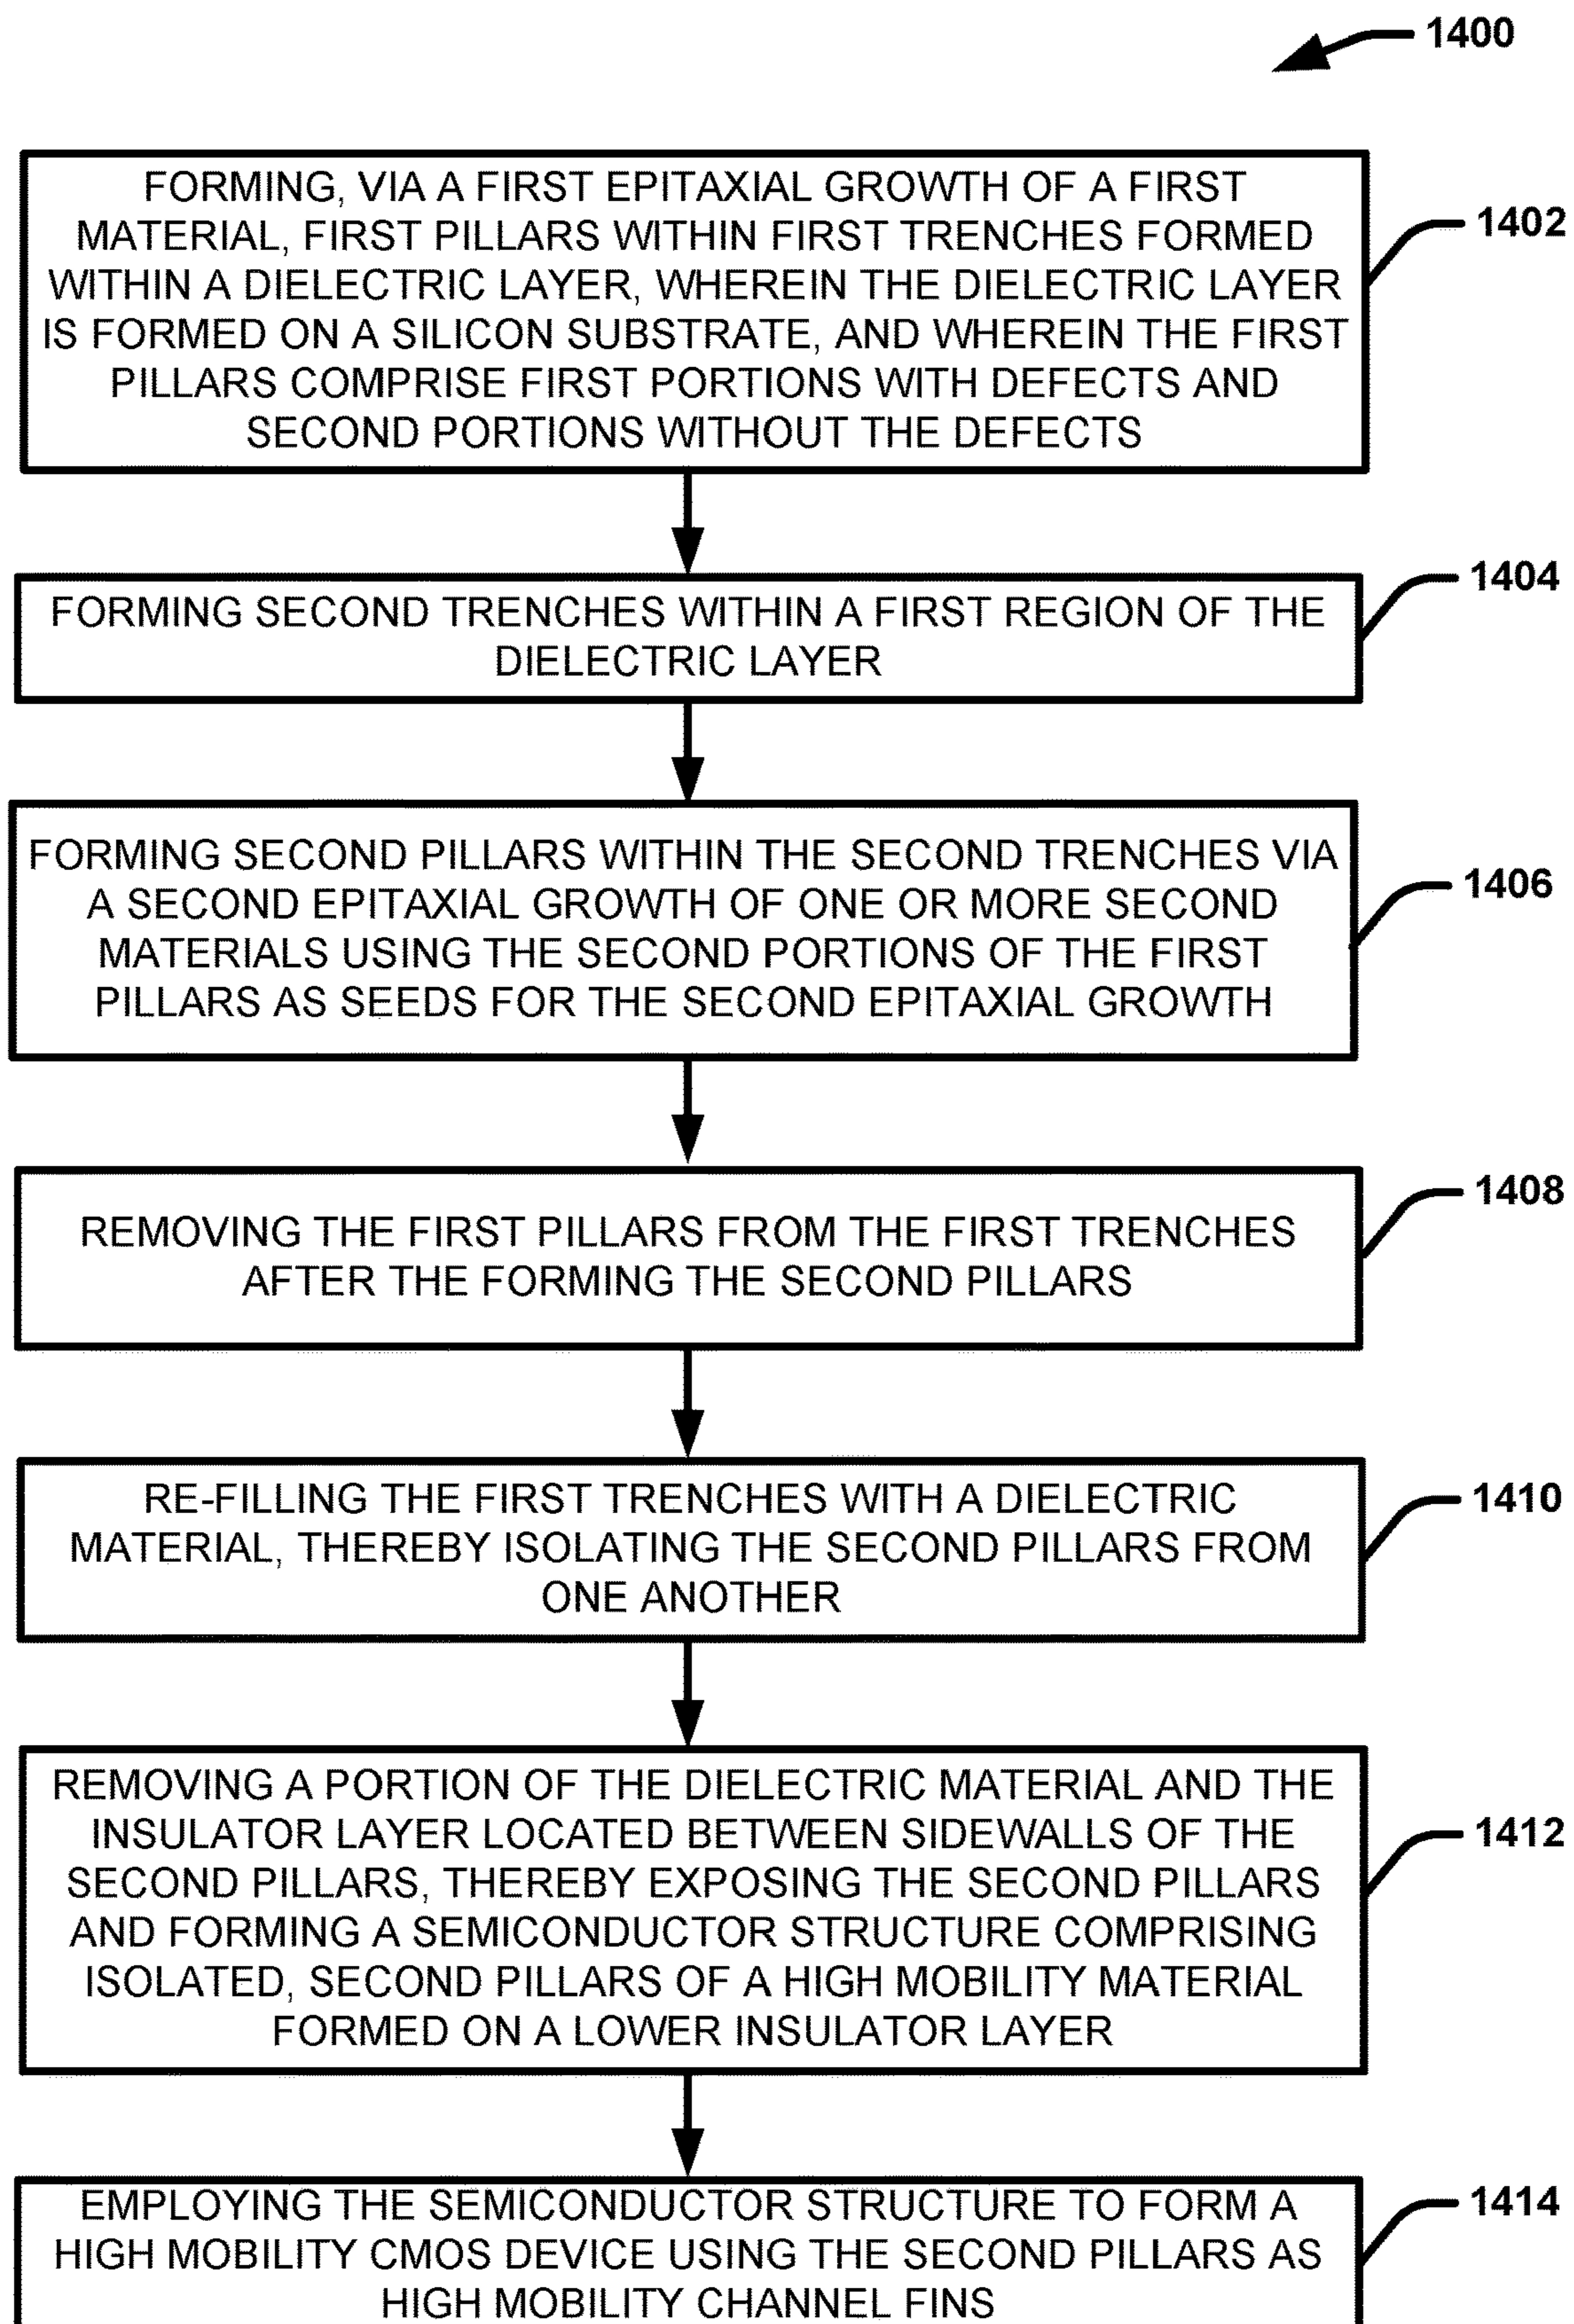 1400
FORMING, VIA A FIRST EPITAXIAL GROWTH OF A FIRST
MATERIAL, FIRST PILLARS WITHIN FIRST TRENCHES FORMED
WITHIN A DIELECTRIC LAYER, WHEREIN THE DIELECTRIC LAYER
IS FORMED ON A SILICON SUBSTRATE, AND WHEREIN THE FIRST
PILLARS COMPRISE FIRST PORTIONS WITH DEFECTS AND
SECOND PORTIONS WITHOUT THE DEFECTS
1402
FORMING SECOND TRENCHES WITHIN A FIRST REGION OF THE
DIELECTRIC LAYER
1404
FORMING SECOND PILLARS WITHIN THE SECOND TRENCHES VIA
A SECOND EPITAXIAL GROWTH OF ONE OR MORE SECOND
MATERIALS USING THE SECOND PORTIONS OF THE FIRST
PILLARS AS SEEDS FOR THE SECOND EPITAXIAL GROWTH
1406
REMOVING THE FIRST PILLARS FROM THE FIRST TRENCHES
AFTER THE FORMING THE SECOND PILLARS
1408
RE-FILLING THE FIRST TRENCHES WITH A DIELECTRIC
MATERIAL, THEREBY ISOLATING THE SECOND PILLARS FROM
ONE ANOTHER
1410
REMOVING A PORTION OF THE DIELECTRIC MATERIAL AND THE
INSULATOR LAYER LOCATED BETWEEN SIDEWALLS OF THE
SECOND PILLARS, THEREBY EXPOSING THE SECOND PILLARS
AND FORMING A SEMICONDUCTOR STRUCTURE COMPRISING
ISOLATED, SECOND PILLARS OF A HIGH MOBILITY MATERIAL
FORMED ON A LOWER INSULATOR LAYER
1412
EMPLOYING THE SEMICONDUCTOR STRUCTURE TO FORM A
HIGH MOBILITY CMOS DEVICE USING THE SECOND PILLARS AS
HIGH MOBILITY CHANNEL FINS
1414